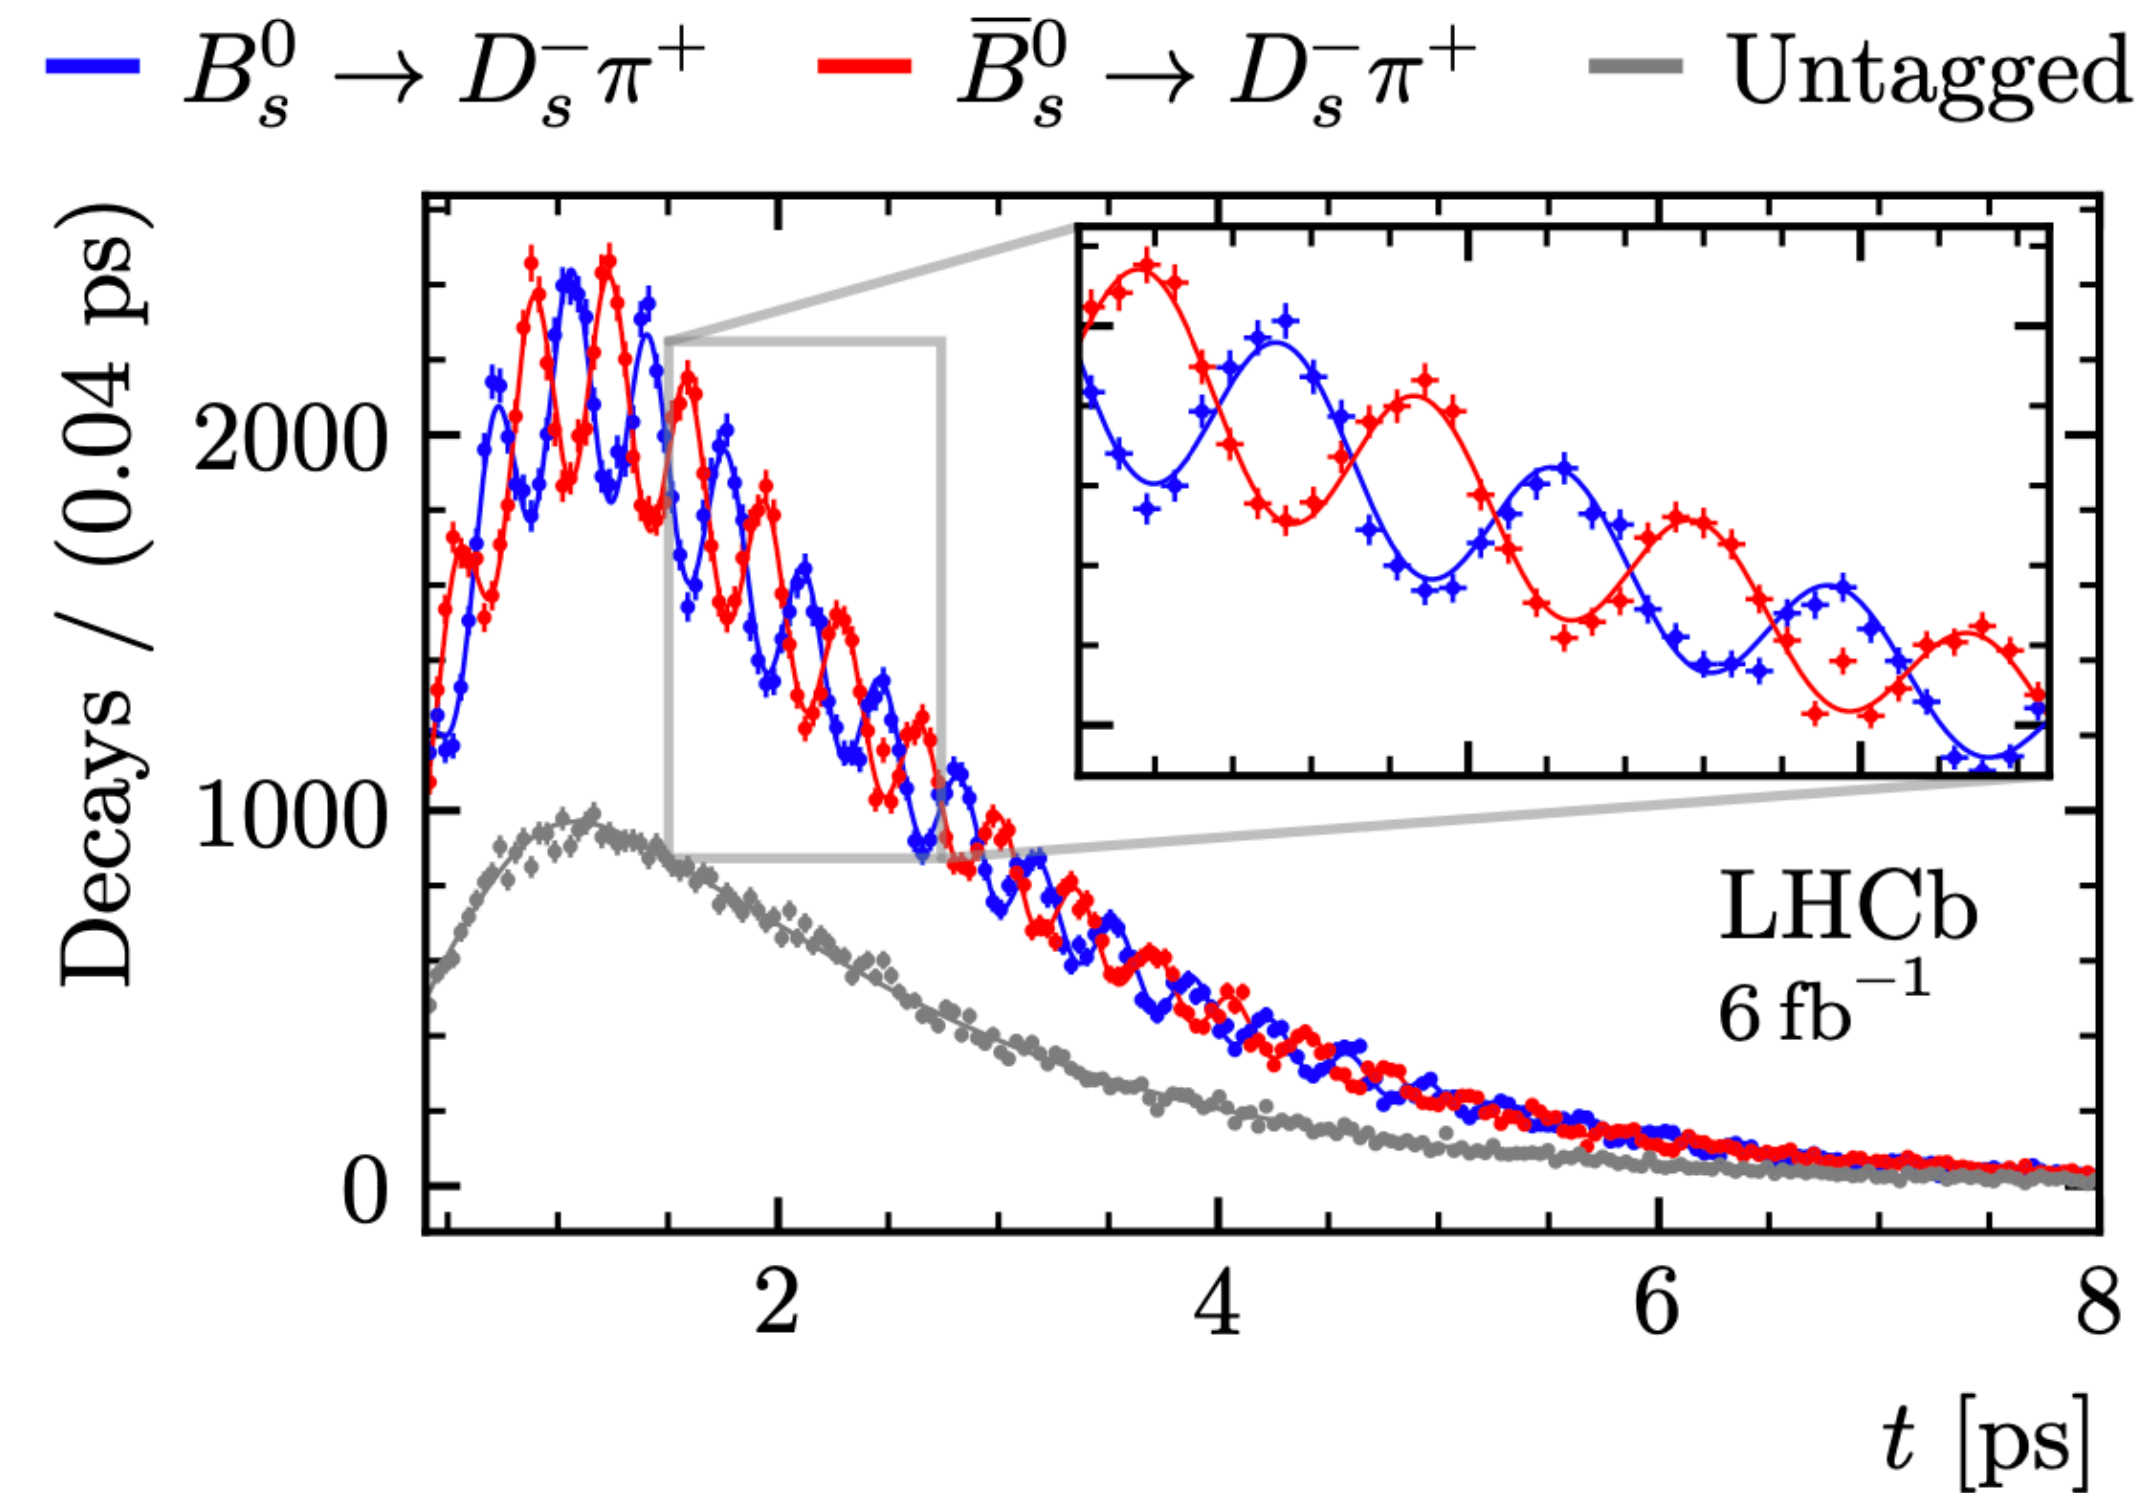 B⁰ₛ → D⁻ₛπ⁺ B̅⁰ₛ → D⁻ₛπ⁺ Untagged
Decays / (0.04 ps)
2000
1000
0
LHCb
6 fb⁻¹
2 4 6 8
t [ps]